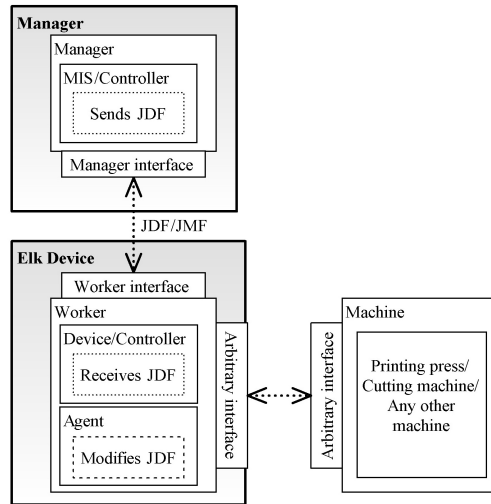 Manager
Manager
MIS/Controller
Sends JDF
Manager interface
JDF/JMF
Elk Device
Worker interface
Worker
Device/Controller
Receives JDF
Agent
Modifies JDF
Arbitrary interface
Arbitrary interface
Machine
Printing press/
Cutting machine/
Any other
machine